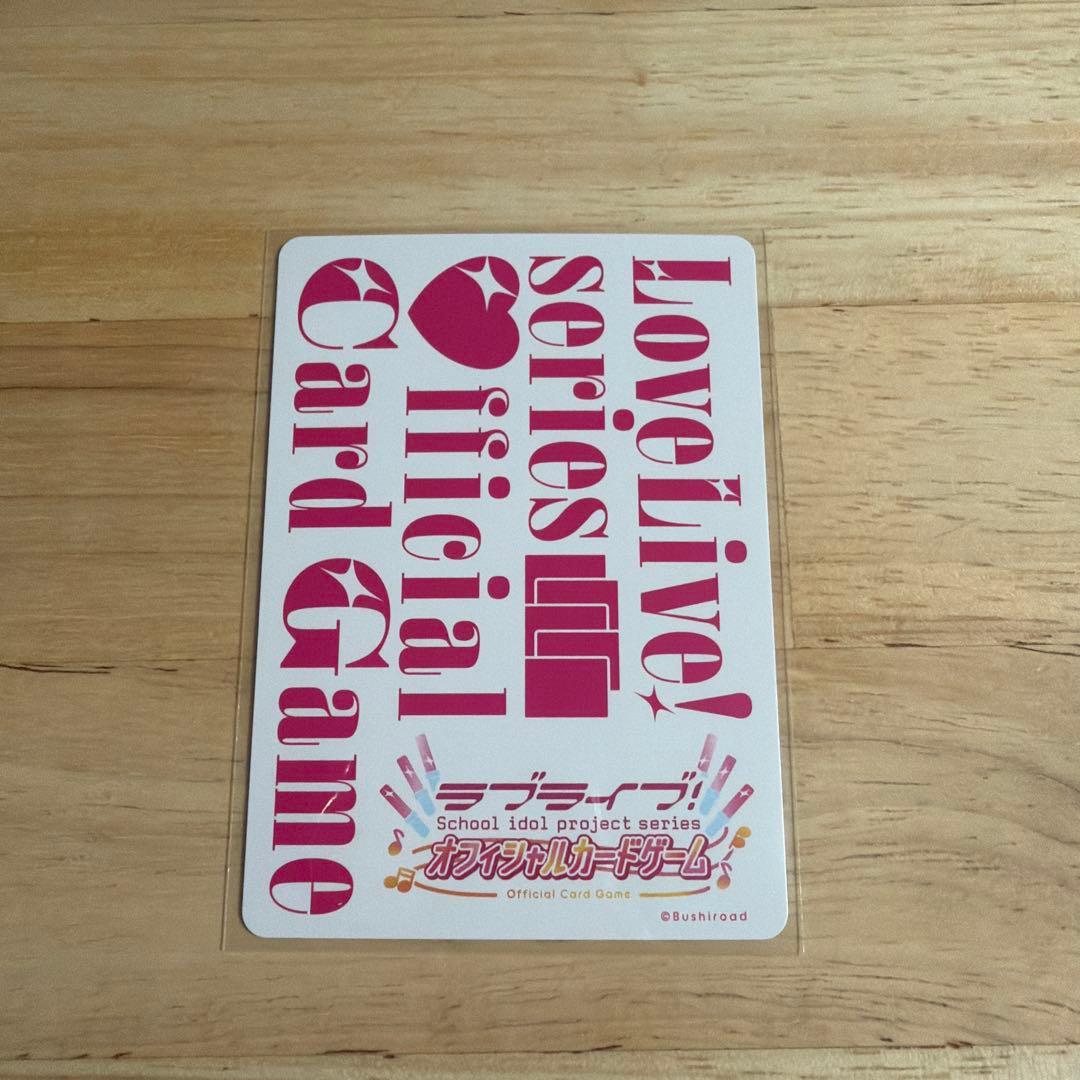 LoveLive!
series
Official
Card Game
ラブライブ!
School idol project series
オフィシャルカードゲーム
Official Card Game
©Bushiroad